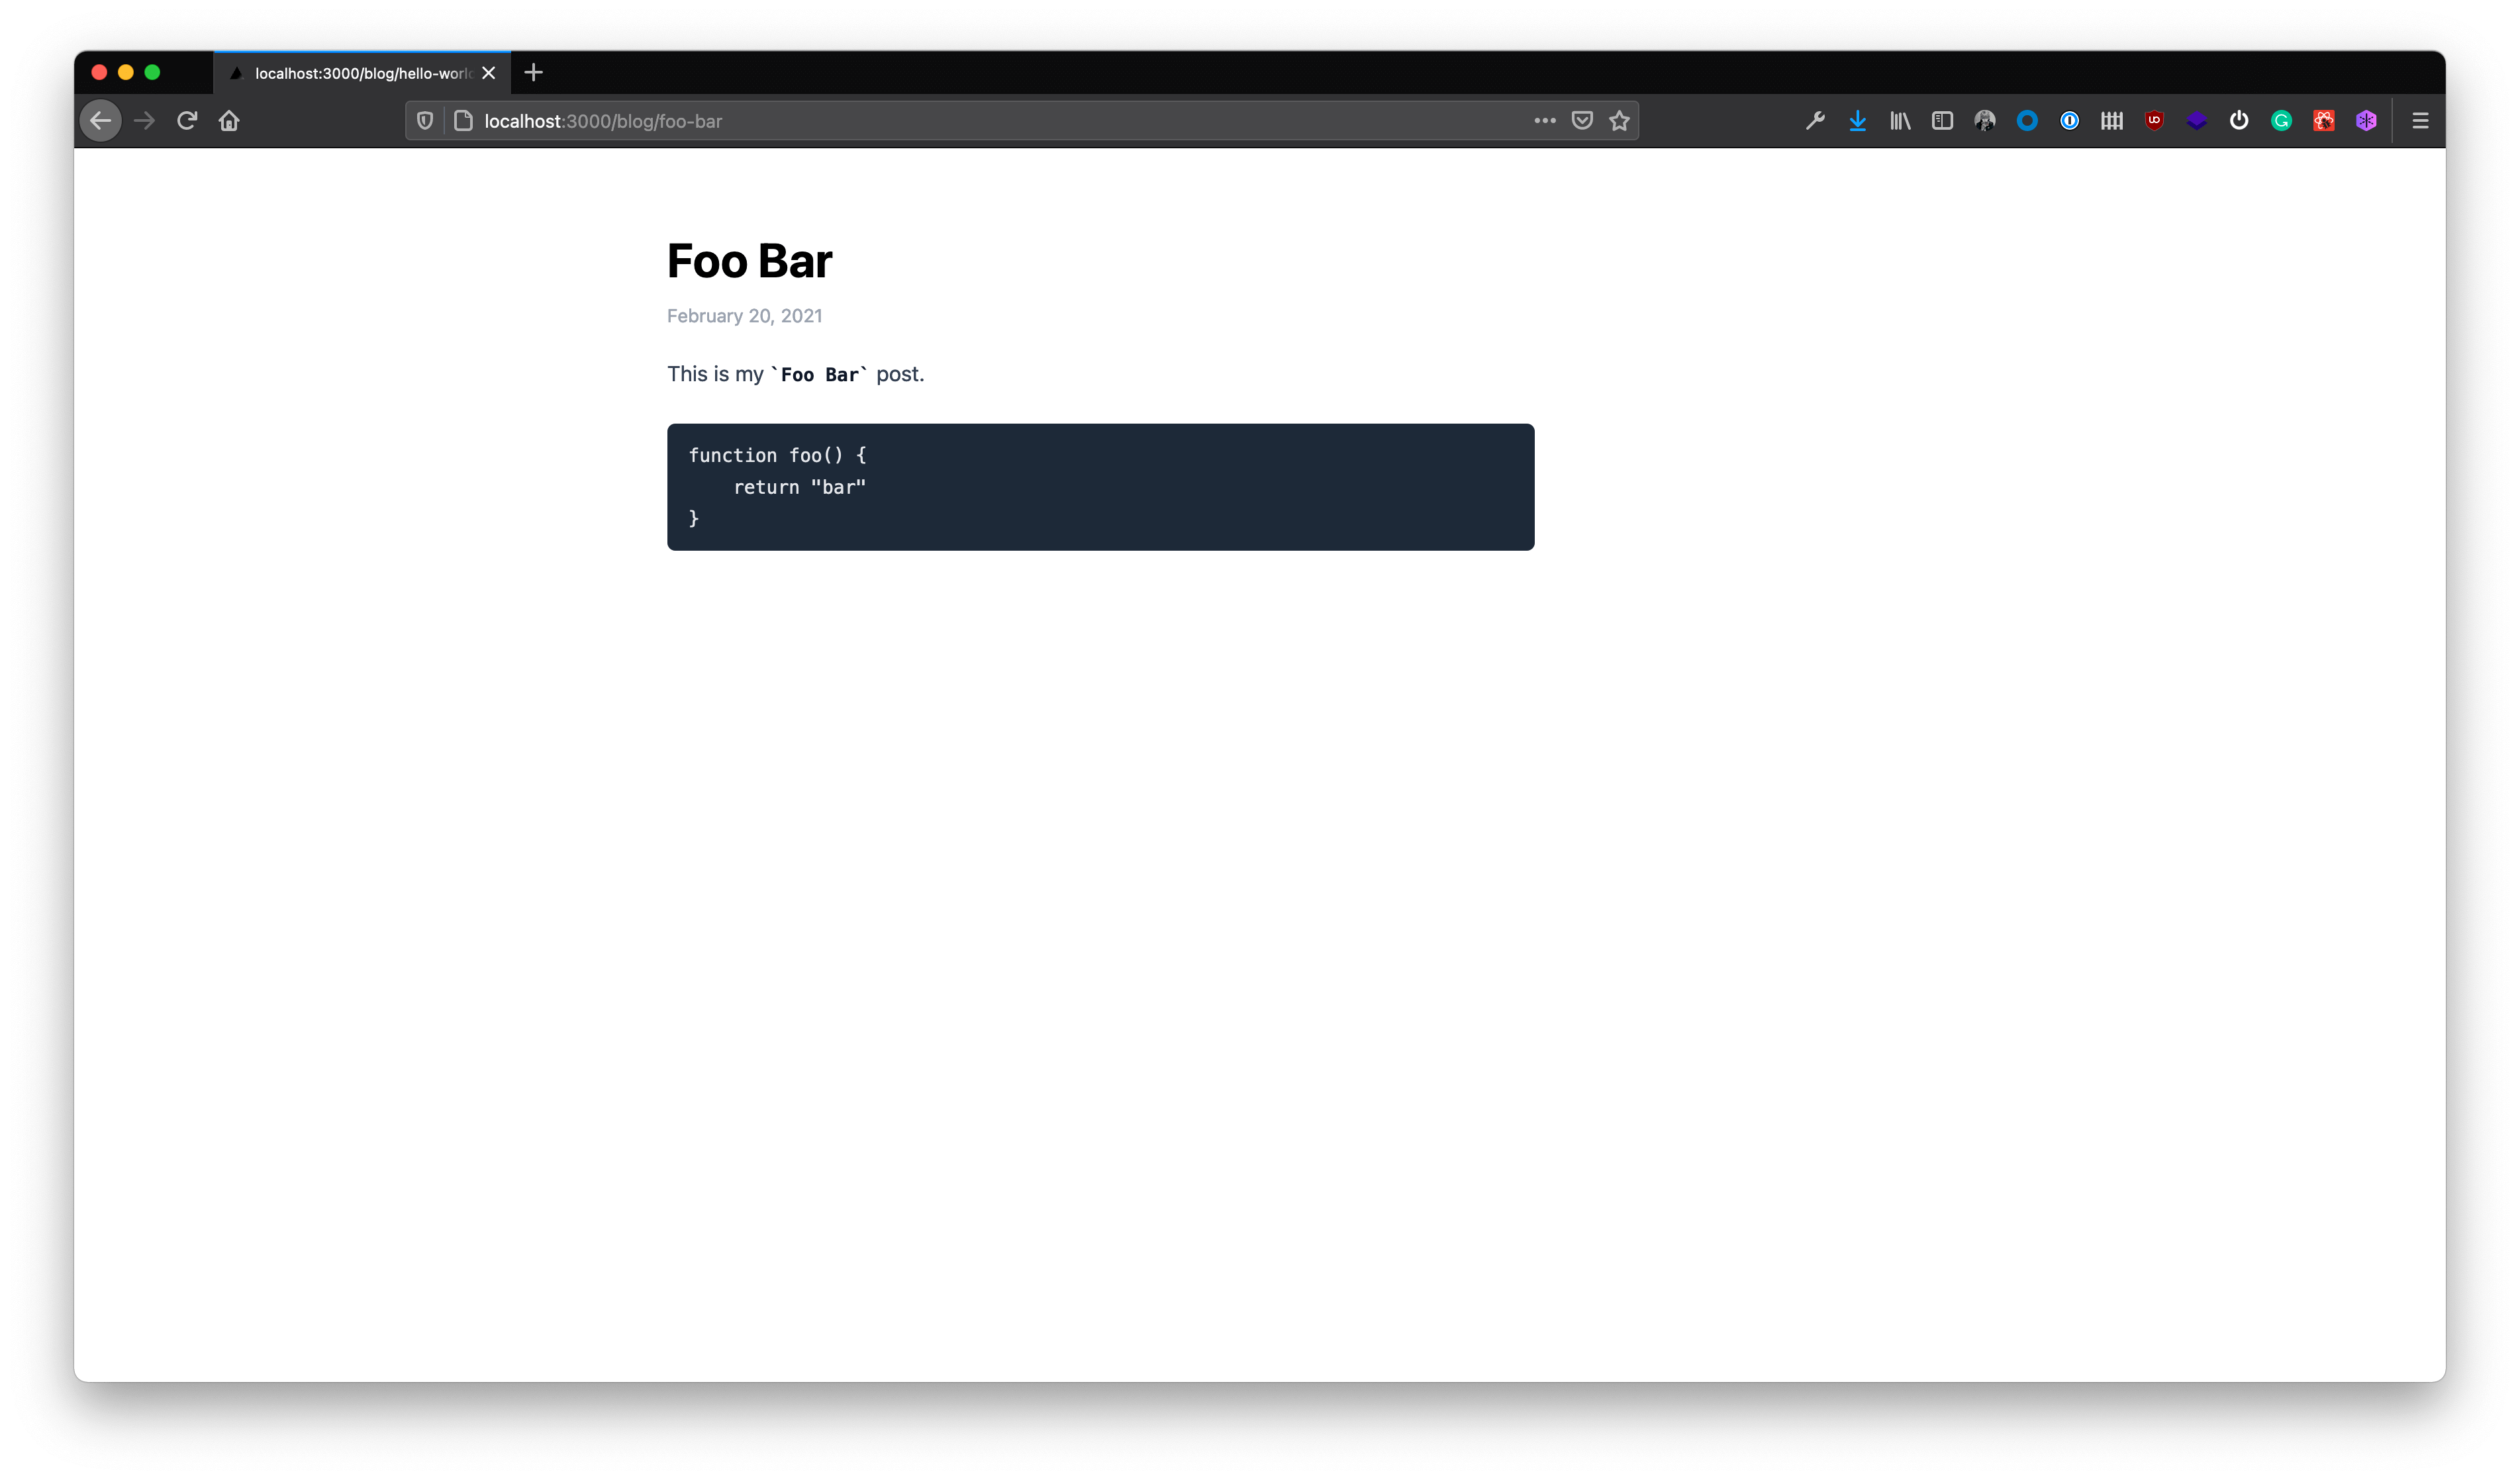 localhost:3000/blog/hello-worl
localhost:3000/blog/foo-bar
Foo Bar
February 20, 2021
This is my `Foo Bar` post.
function foo() {
    return "bar"
}